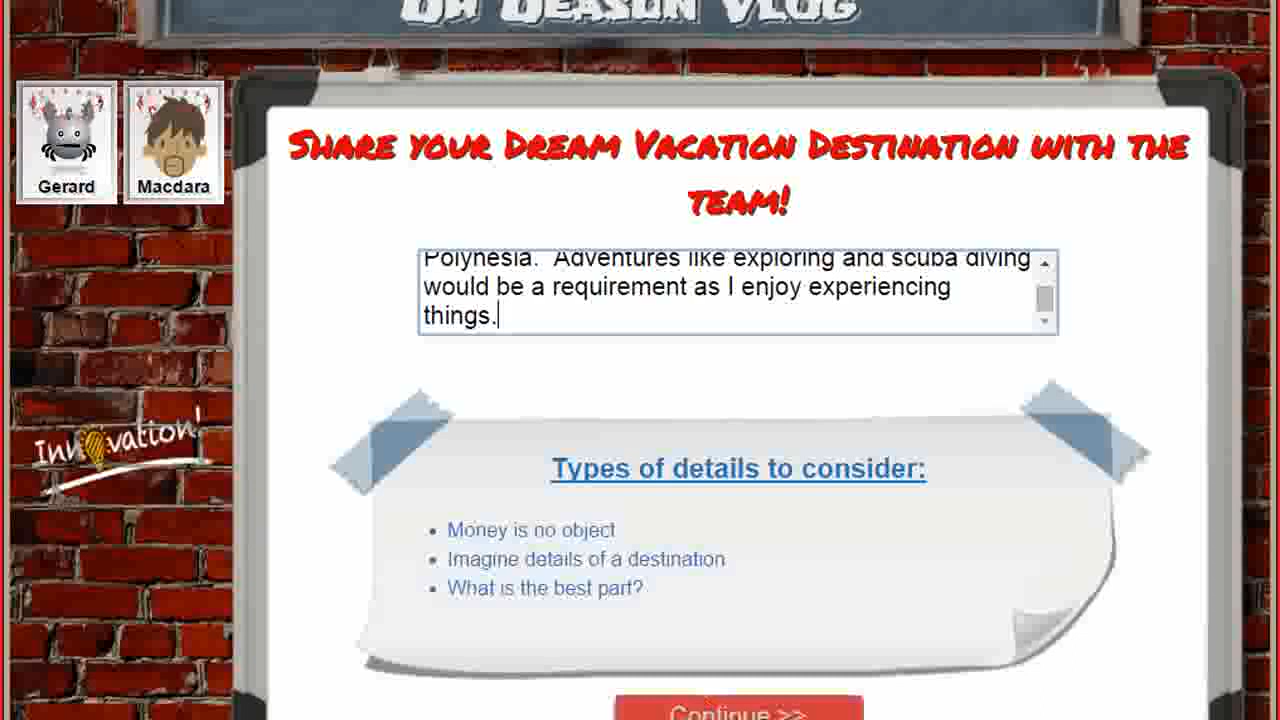 Gerard
Macdara
Share your Dream Vacation Destination with the
team!
Polynesia. Adventures like exploring and scuba diving
would be a requirement as I enjoy experiencing
things.
Innovation!
Types of details to consider:
• Money is no object
• Imagine details of a destination
• What is the best part?
Continue >>